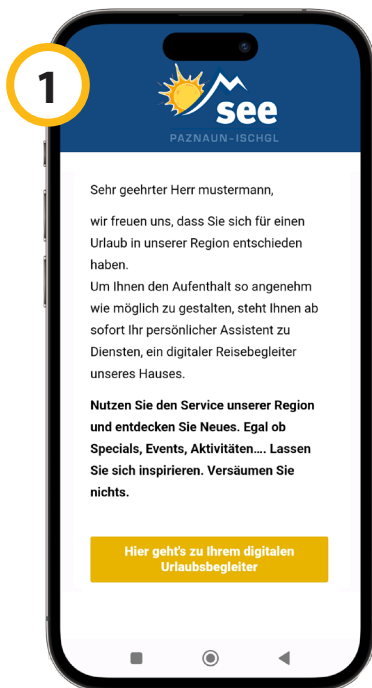 1
see
PAZNAUN-ISCHGL
Sehr geehrter Herr mustermann,
wir freuen uns, dass Sie sich für einen
Urlaub in unserer Region entschieden
haben.
Um Ihnen den Aufenthalt so angenehm
wie möglich zu gestalten, steht Ihnen ab
sofort Ihr persönlicher Assistent zu
Diensten, ein digitaler Reisebegleiter
unseres Hauses.
Nutzen Sie den Service unserer Region
und entdecken Sie Neues. Egal ob
Specials, Events, Aktivitäten.... Lassen
Sie sich inspirieren. Versäumen Sie
nichts.
Hier geht's zu Ihrem digitalen
Urlaubsbegleiter